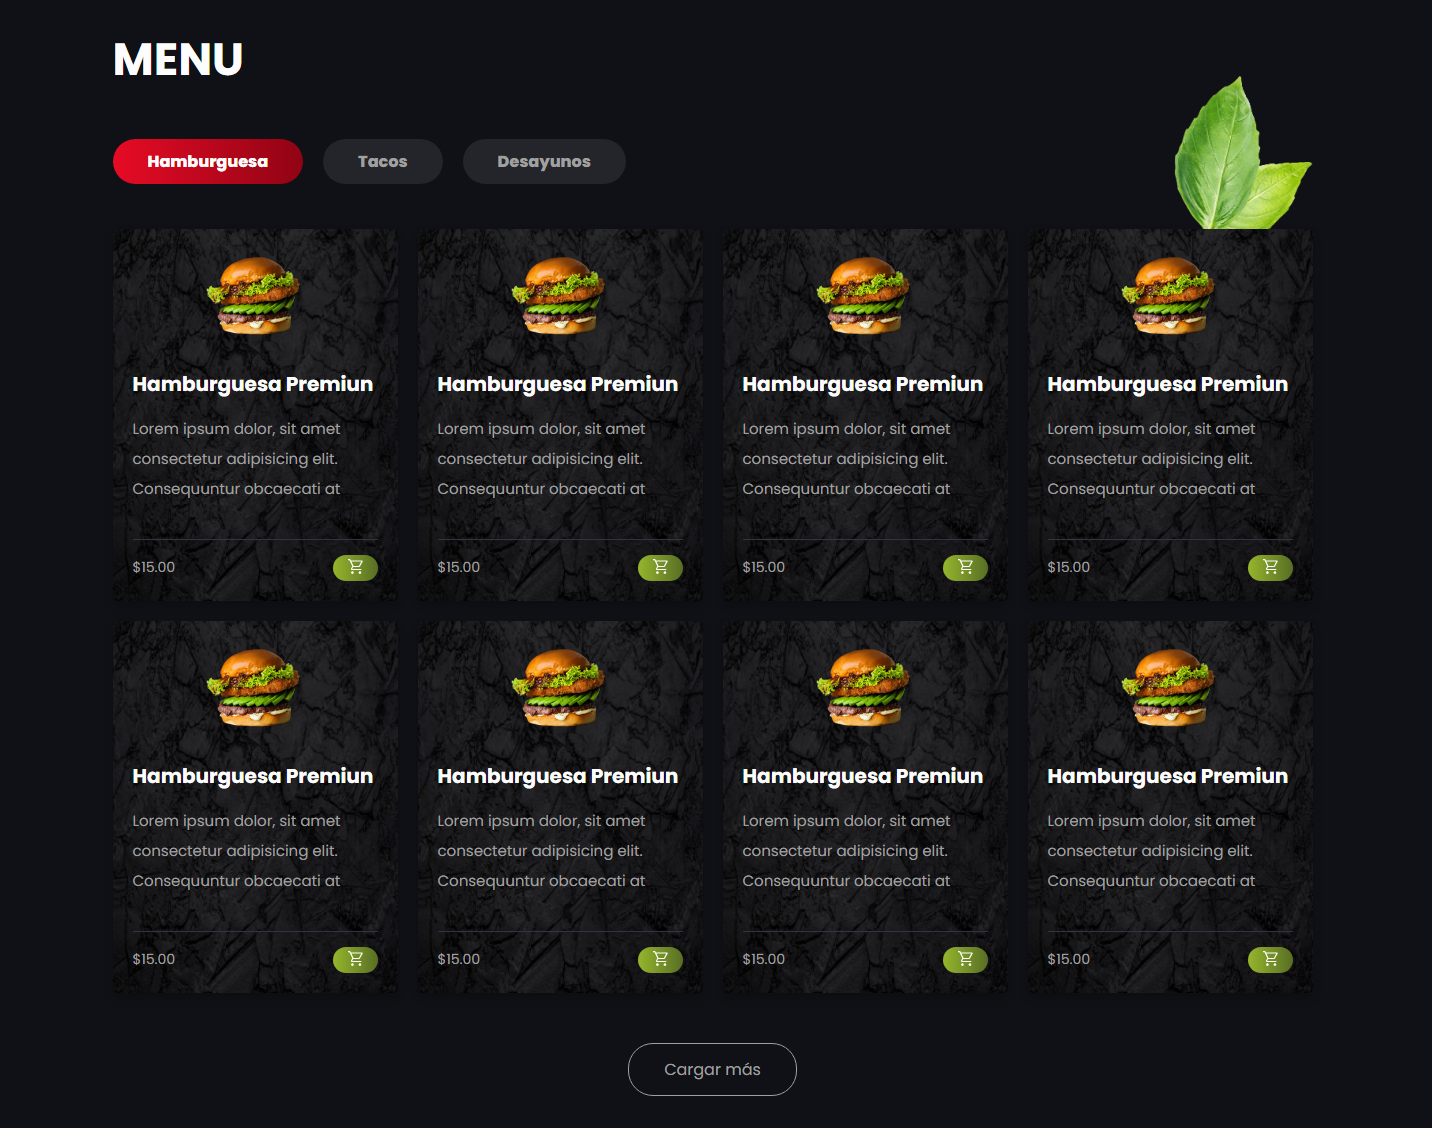 MENU
Hamburguesa Tacos Desayunos
Hamburguesa Premiun Hamburguesa Premiun Hamburguesa Premiun Hamburguesa Premiun
Lorem ipsum dolor, sit amet Lorem ipsum dolor, sit amet Lorem ipsum dolor, sit amet Lorem ipsum dolor, sit amet
consectetur adipisicing elit. consectetur adipisicing elit. consectetur adipisicing elit. consectetur adipisicing elit.
Consequuntur obcaecati at Consequuntur obcaecati at Consequuntur obcaecati at Consequuntur obcaecati at
$15.00 $15.00 $15.00 $15.00
Hamburguesa Premiun Hamburguesa Premiun Hamburguesa Premiun Hamburguesa Premiun
Lorem ipsum dolor, sit amet Lorem ipsum dolor, sit amet Lorem ipsum dolor, sit amet Lorem ipsum dolor, sit amet
consectetur adipisicing elit. consectetur adipisicing elit. consectetur adipisicing elit. consectetur adipisicing elit.
Consequuntur obcaecati at Consequuntur obcaecati at Consequuntur obcaecati at Consequuntur obcaecati at
$15.00 $15.00 $15.00 $15.00
Cargar más